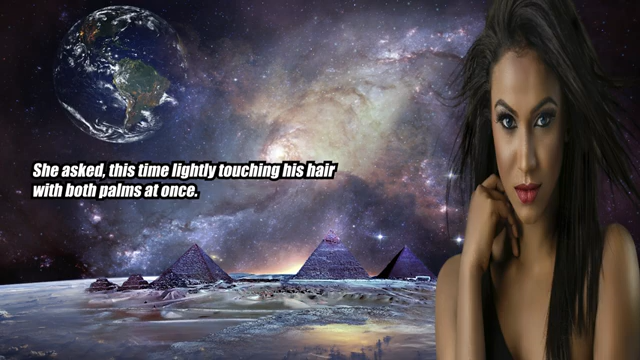 She asked, this time lightly touching his hair
with both palms at once.